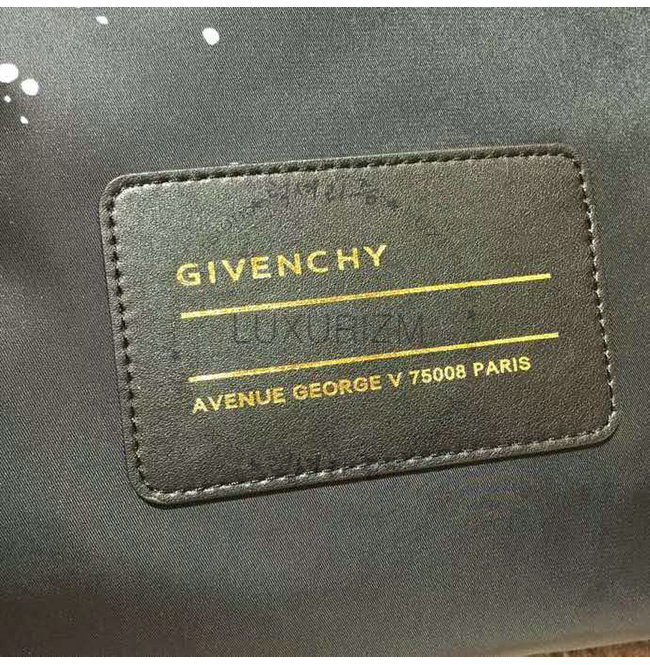 GIVENCHY
LUXURIZM
AVENUE GEORGE V 75008 PARIS